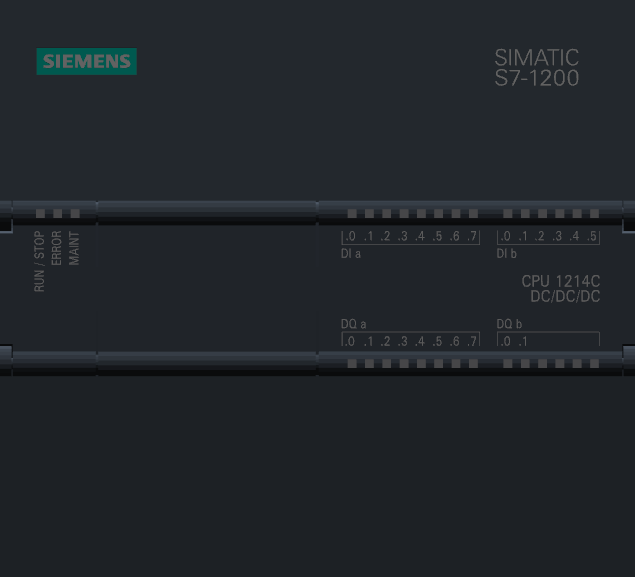 SIEMENS
SIMATIC
S7-1200
RUN / STOP
ERROR
MAINT
.0 .1 .2 .3 .4 .5 .6 .7
DI a
.0 .1 .2 .3 .4 .5
DI b
CPU 1214C
DC/DC/DC
DQ a
.0 .1 .2 .3 .4 .5 .6 .7
DQ b
.0 .1